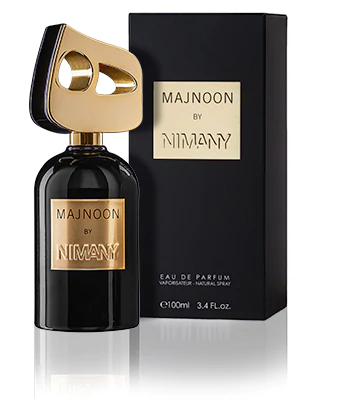 MAJNOON
BY
NIMANY
EAU DE PARFUM
VAPORISATEUR - NATURAL SPRAY
℮100ml 3.4 FL.oz.
MAJNOON
BY
NIMANY